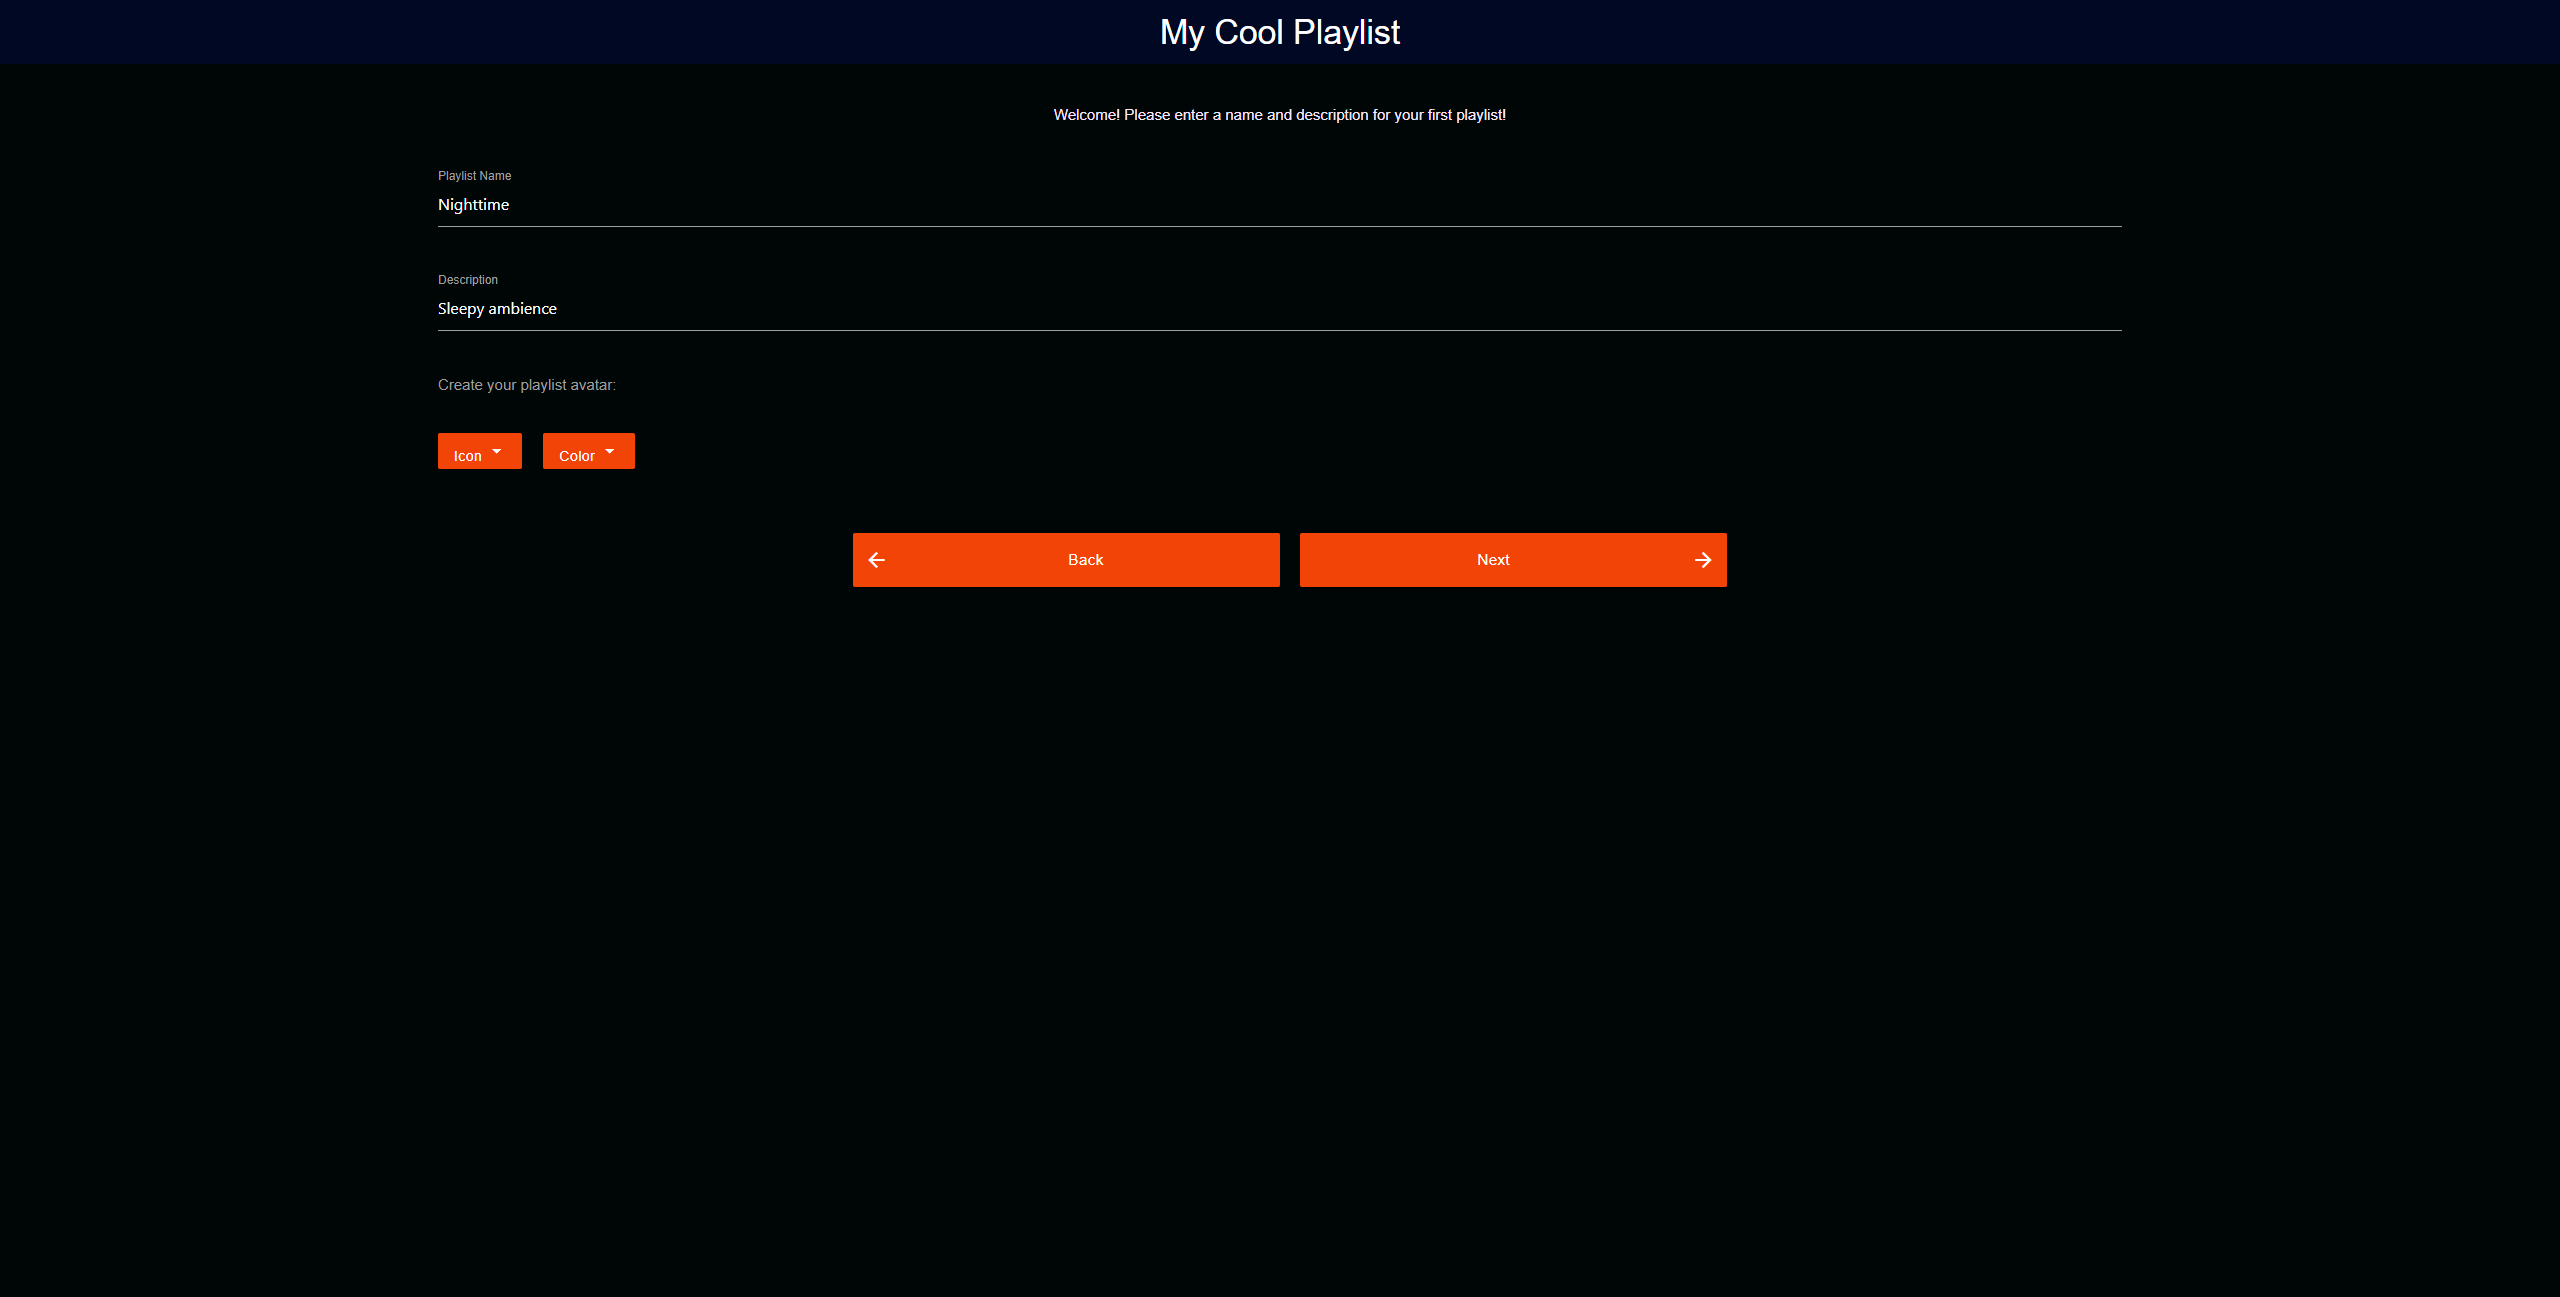 My Cool Playlist
Welcome! Please enter a name and description for your first playlist!
Playlist Name
Nighttime
Description
Sleepy ambience
Create your playlist avatar:
Icon Color
Back Next